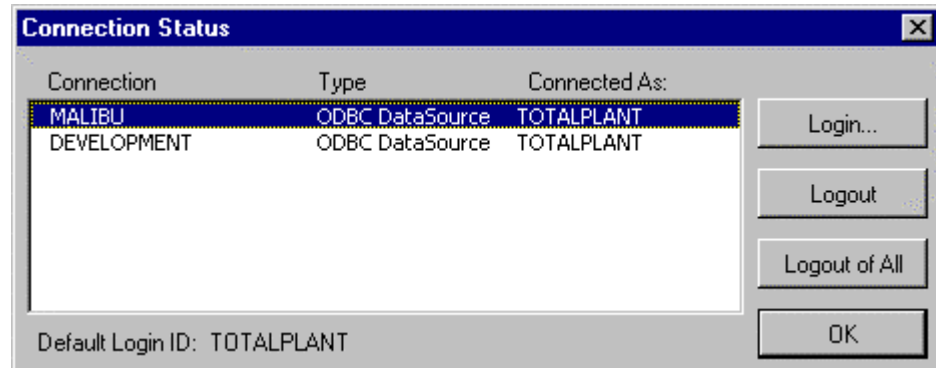 Connection Status
Connection Type Connected As:
MALIBU ODBC DataSource TOTALPLANT
DEVELOPMENT ODBC DataSource TOTALPLANT
Login...
Logout
Logout of All
OK
Default Login ID: TOTALPLANT